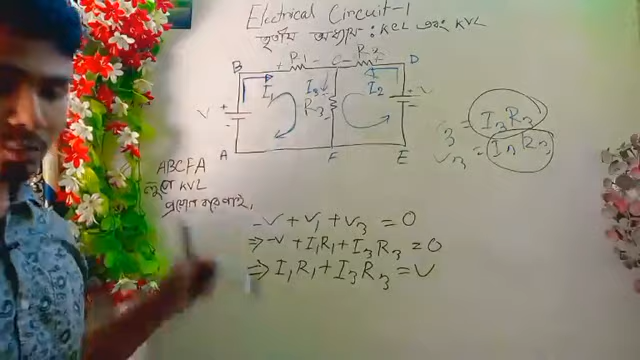 Electrical Circuit-1
তৃতীয় অধ্যায় : KCL এবং KVL
B + R1 - C - R2 + D
I1 I3 I2
R3
V + - + - V
A F E
= I3R3
V3 = I3R3
ABCFA
লুপে KVL
প্রয়োগ করে পাই,
-V + V1 + V3 = 0
⇒ -V + I1R1 + I3R3 = 0
⇒ I1R1 + I3R3 = V